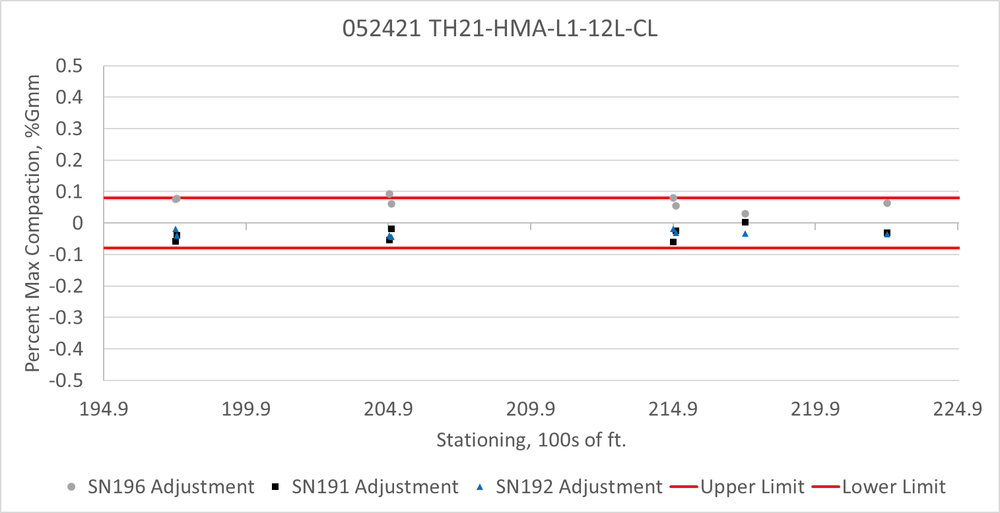 052421 TH21-HMA-L1-12L-CL
Percent Max Compaction, %Gmm
0.5
0.4
0.3
0.2
0.1
0
-0.1
-0.2
-0.3
-0.4
-0.5
194.9 199.9 204.9 209.9 214.9 219.9 224.9
Stationing, 100s of ft.
SN196 Adjustment SN191 Adjustment SN192 Adjustment Upper Limit Lower Limit